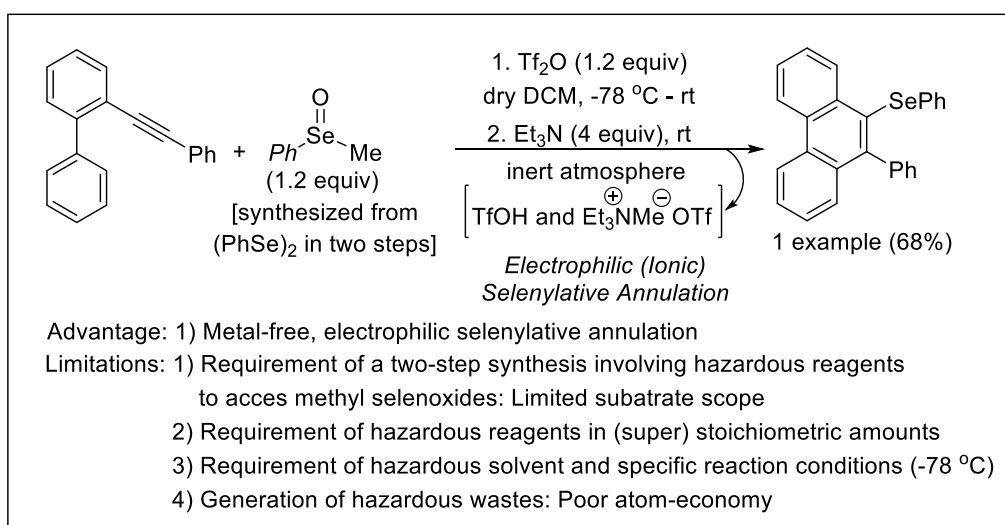 O
Se
Ph
Me
Ph
+
(1.2 equiv)
[synthesized from
(PhSe)2 in two steps]
1. Tf2O (1.2 equiv)
dry DCM, -78 oC - rt
2. Et3N (4 equiv), rt
inert atmosphere
[TfOH and Et3NMe OTf]
+ −
Electrophilic (Ionic)
Selenylative Annulation
SePh
Ph
1 example (68%)
Advantage: 1) Metal-free, electrophilic selenylative annulation
Limitations: 1) Requirement of a two-step synthesis involving hazardous reagents
to acces methyl selenoxides: Limited subatrate scope
2) Requirement of hazardous reagents in (super) stoichiometric amounts
3) Requirement of hazardous solvent and specific reaction conditions (-78 oC)
4) Generation of hazardous wastes: Poor atom-economy